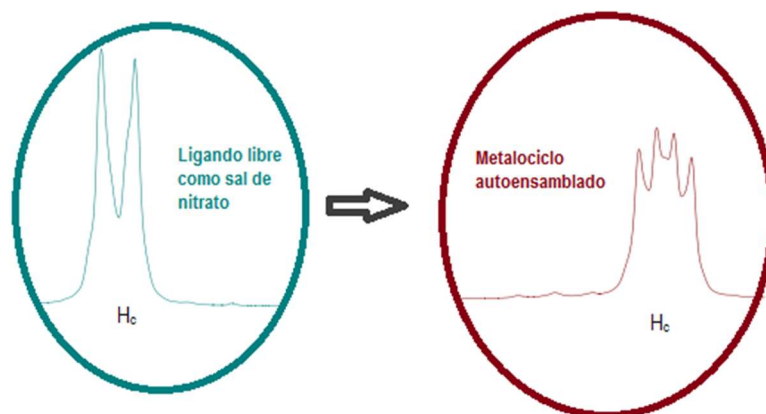 Ligando libre
como sal de
nitrato
Metalociclo
autoensamblado
Hc
Hc